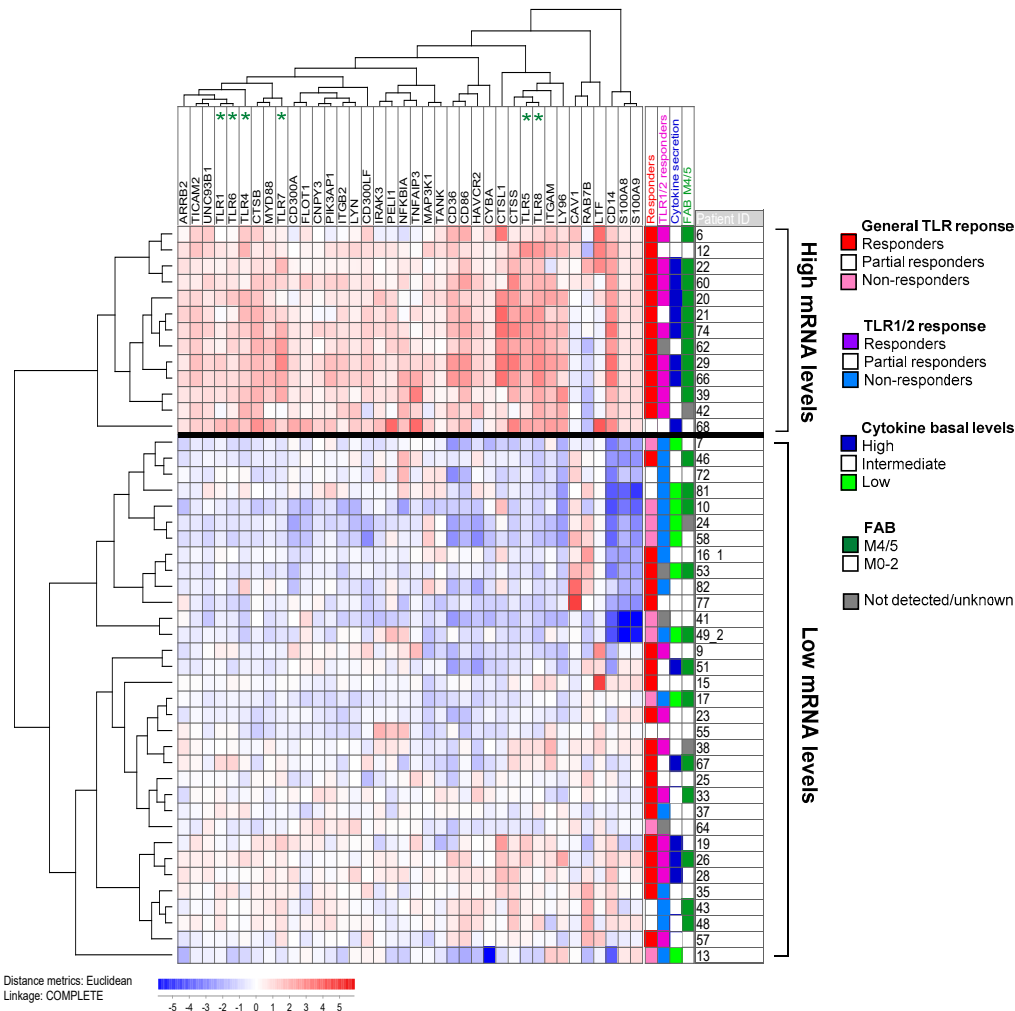 * * * * * *
ARRB2
TICAM2
UNC93B1
TLR1
TLR6
TLR4
CTSB
MYD88
TLR7
CD300A
FLOT1
CNPY3
PIK3AP1
ITGB2
LYN
CD300LF
IRAK3
PELI1
NFKBIA
TNFAIP3
MAP3K1
TANK
CD36
CD86
HAVCR2
CYBA
CTSL1
CTSS
TLR5
TLR8
ITGAM
LY96
CAV1
RAB7B
LTF
CD14
S100A8
S100A9
Responders
TLR1/2 responders
Cytokine secretion
FAB M4/5
Patient ID
6
12
22
60
20
21
74
62
29
66
39
42
68
7
46
72
81
10
24
58
16_1
53
82
77
41
49_2
9
51
15
17
23
55
38
67
25
33
37
64
19
26
28
35
43
48
57
13
High mRNA levels
Low mRNA levels
General TLR reponse
Responders
Partial responders
Non-responders
TLR1/2 response
Responders
Partial responders
Non-responders
Cytokine basal levels
High
Intermediate
Low
FAB
M4/5
M0-2
Not detected/unknown
Distance metrics: Euclidean
Linkage: COMPLETE
-5 -4 -3 -2 -1 0 1 2 3 4 5